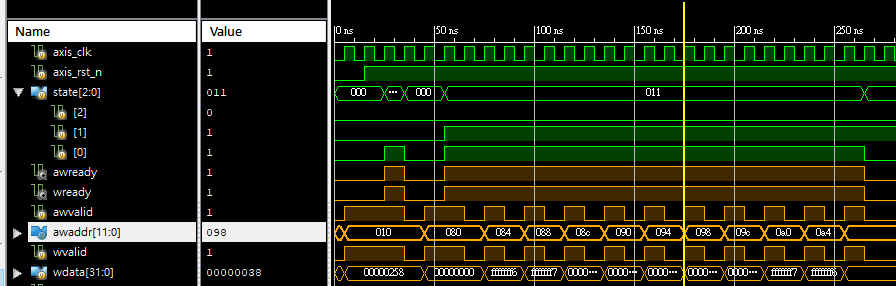 Name Value 0 ns 50 ns 100 ns 150 ns 200 ns 250 ns
axis_clk 1
axis_rst_n 1
state[2:0] 011 000 ... 000 011
[2] 0
[1] 1
[0] 1
awready 1
wready 1
awvalid 1
awaddr[11:0] 098 010 080 084 088 08c 090 094 098 09c 0a0 0a4
wvalid 1
wdata[31:0] 00000038 00000258 00000000 fffffff6 fffffff7 0000... 0000... 0000... 0000... 0000... fffffff7 fffffff6